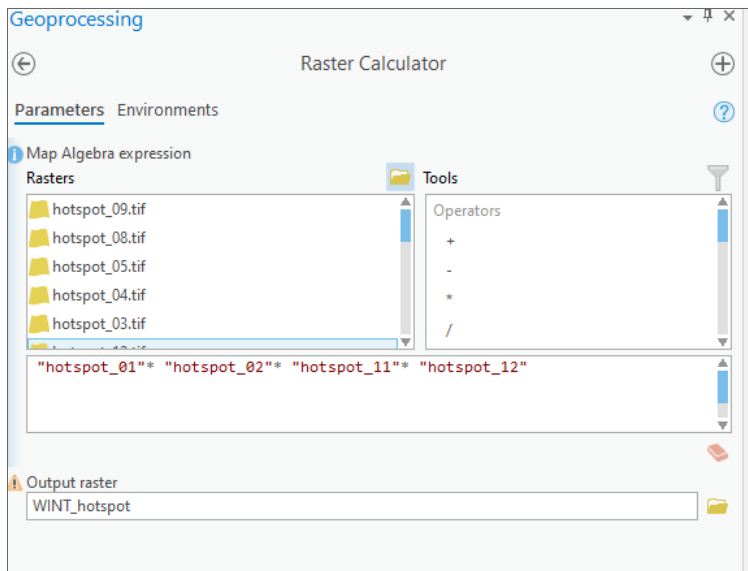 Geoprocessing
Raster Calculator
Parameters Environments
Map Algebra expression
Rasters
Tools
hotspot_09.tif
hotspot_08.tif
hotspot_05.tif
hotspot_04.tif
hotspot_03.tif
Operators
+
-
*
/
"hotspot_01"* "hotspot_02"* "hotspot_11"* "hotspot_12"
Output raster
WINT_hotspot